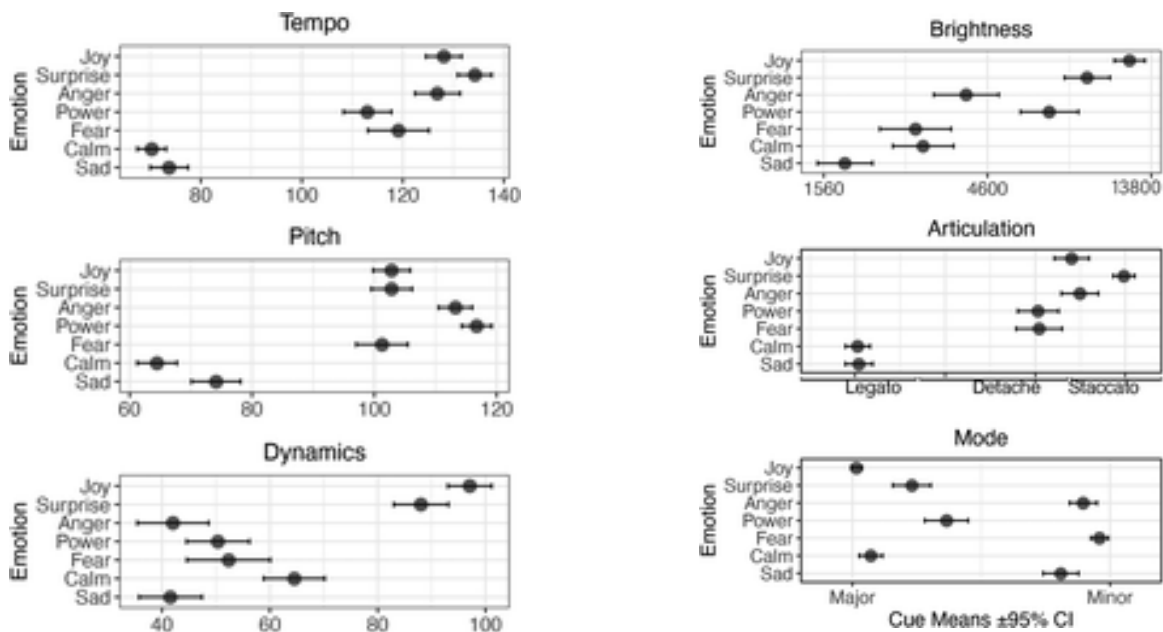 Tempo
Emotion
Joy
Surprise
Anger
Power
Fear
Calm
Sad
80
100
120
140
Pitch
Emotion
Joy
Surprise
Anger
Power
Fear
Calm
Sad
60
80
100
120
Dynamics
Emotion
Joy
Surprise
Anger
Power
Fear
Calm
Sad
40
60
80
100
Brightness
Emotion
Joy
Surprise
Anger
Power
Fear
Calm
Sad
1560
4600
13800
Articulation
Emotion
Joy
Surprise
Anger
Power
Fear
Calm
Sad
Legato
Detache
Staccato
Mode
Emotion
Joy
Surprise
Anger
Power
Fear
Calm
Sad
Major
Minor
Cue Means ±95% CI